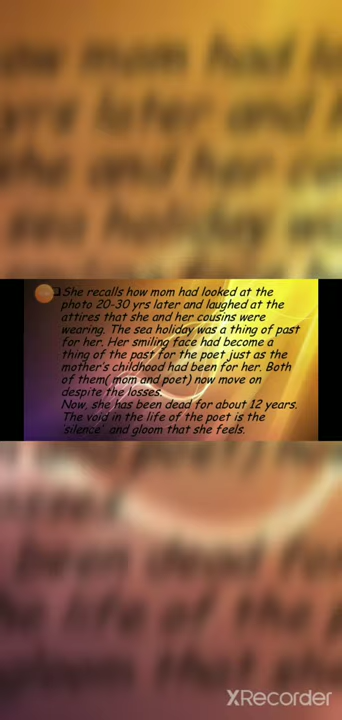 She recalls how mom had looked at the
photo 20-30 yrs later and laughed at the
attires that she and her cousins were
wearing. The sea holiday was a thing of past
for her. Her smiling face had become a
thing of the past for the poet just as the
mother's childhood had been for her. Both
of them( mom and poet) now move on
despite the losses.
Now, she has been dead for about 12 years.
The void in the life of the poet is the
'silence' and gloom that she feels.
XRecorder